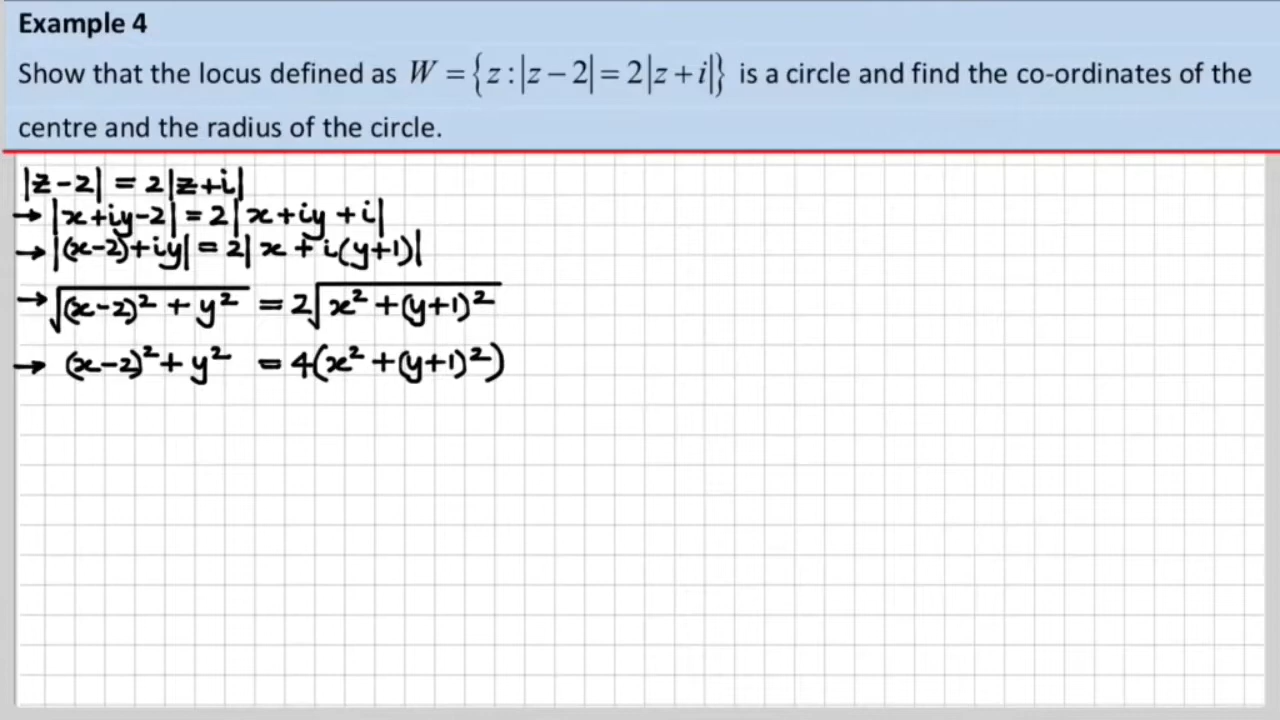 Example 4
Show that the locus defined as W = {z : |z − 2| = 2|z + i|} is a circle and find the co-ordinates of the
centre and the radius of the circle.
|z−2| = 2|z+i|
→ |x+iy−2| = 2|x+iy+i|
→ |(x−2)+iy| = 2|x+i(y+1)|
→ √((x−2)² + y²) = 2√(x² + (y+1)²)
→ (x−2)² + y² = 4(x² + (y+1)²)